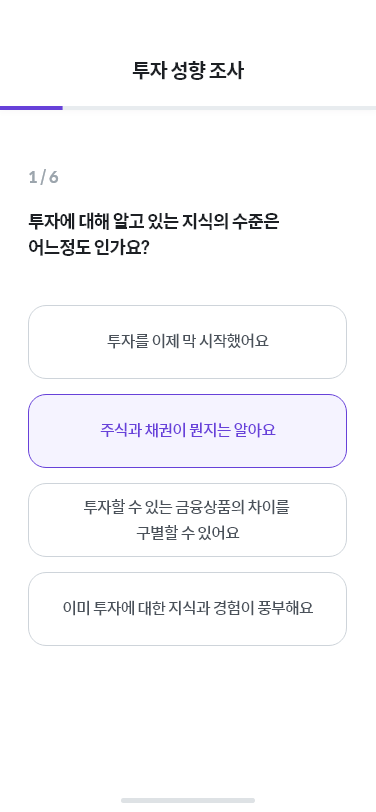 투자 성향 조사
1 / 6
투자에 대해 알고 있는 지식의 수준은
어느정도 인가요?
투자를 이제 막 시작했어요
주식과 채권이 뭔지는 알아요
투자할 수 있는 금융상품의 차이를
구별할 수 있어요
이미 투자에 대한 지식과 경험이 풍부해요